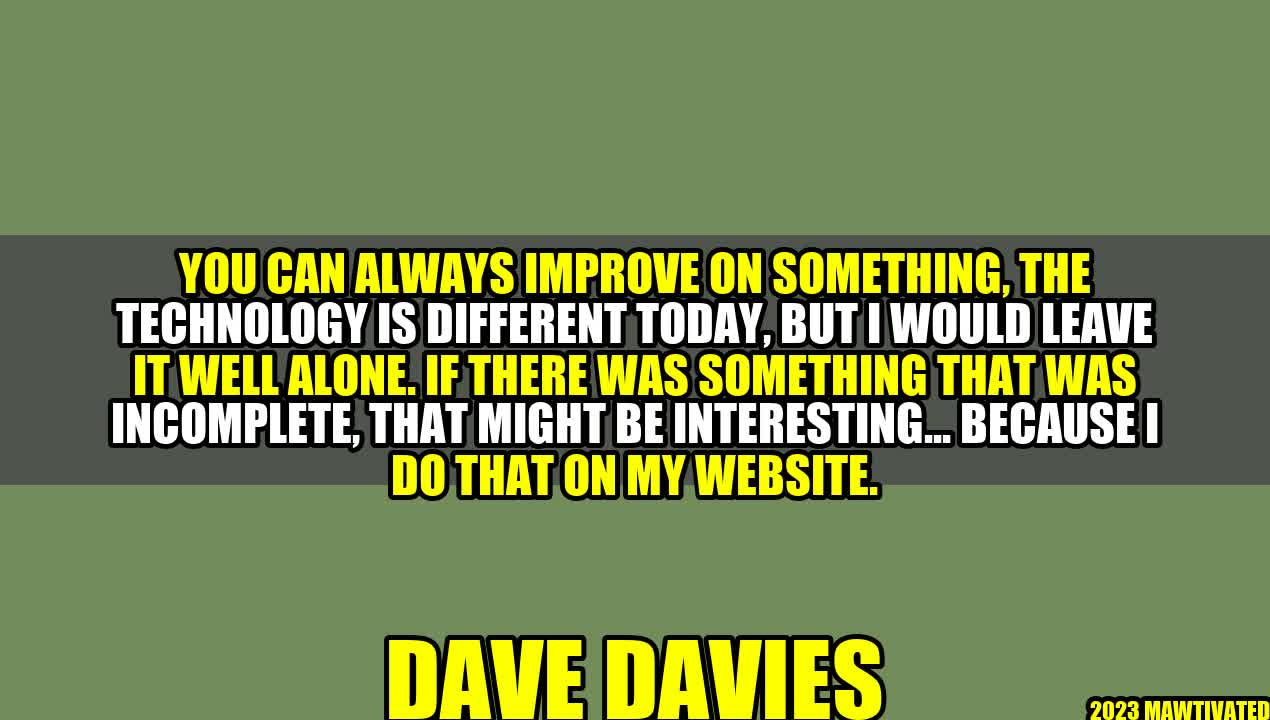 YOU CAN ALWAYS IMPROVE ON SOMETHING, THE
TECHNOLOGY IS DIFFERENT TODAY, BUT I WOULD LEAVE
IT WELL ALONE. IF THERE WAS SOMETHING THAT WAS
INCOMPLETE, THAT MIGHT BE INTERESTING... BECAUSE I
DO THAT ON MY WEBSITE.
DAVE DAVIES
2023 MAWTIVATED